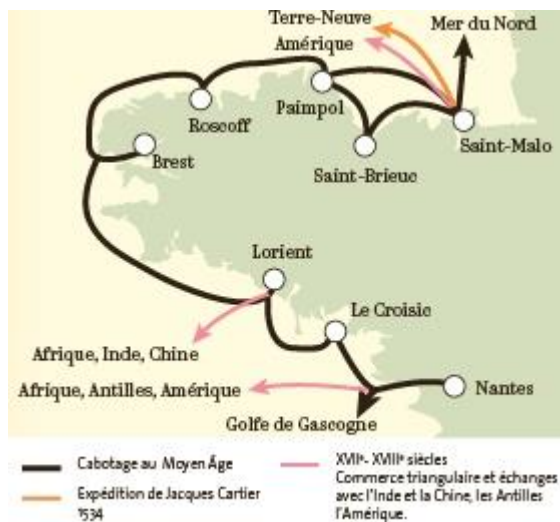 Terre-Neuve
Amérique
Mer du Nord
Paimpol
Roscoff
Saint-Malo
Brest
Saint-Brieuc
Lorient
Le Croisic
Afrique, Inde, Chine
Afrique, Antilles, Amérique
Nantes
Golfe de Gascogne
Cabotage au Moyen Âge
Expédition de Jacques Cartier
1534
XVIIᵉ- XVIIIᵉ siècles
Commerce triangulaire et échanges
avec l'Inde et la Chine, les Antilles
l'Amérique.